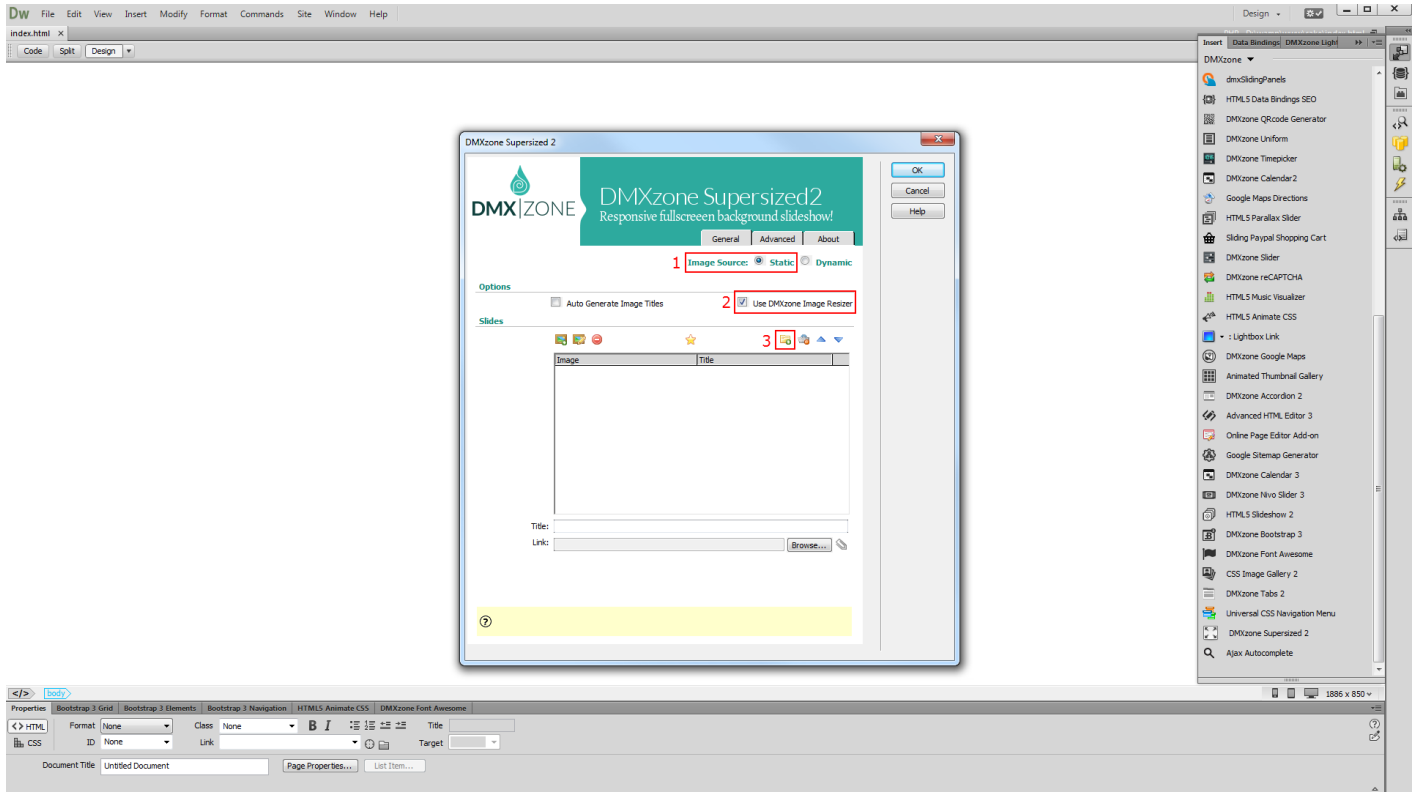 Dw File Edit View Insert Modify Format Commands Site Window Help Design
index.html ×
Code Split Design
Insert Data Bindings DMXzone Light
DMXzone
dmxSlidingPanels
HTML5 Data Bindings SEO
DMXzone QRcode Generator
DMXzone Uniform
DMXzone Timepicker
DMXzone Calendar2
Google Maps Directions
HTML5 Parallax Slider
Sliding Paypal Shopping Cart
DMXzone Slider
DMXzone reCAPTCHA
HTML5 Music Visualizer
HTML5 Animate CSS
: Lightbox Link
DMXzone Google Maps
Animated Thumbnail Gallery
DMXzone Accordion 2
Advanced HTML Editor 3
Online Page Editor Add-on
Google Sitemap Generator
DMXzone Calendar 3
DMXzone Nivo Slider 3
HTML5 Slideshow 2
DMXzone Bootstrap 3
DMXzone Font Awesome
CSS Image Gallery 2
DMXzone Tabs 2
Universal CSS Navigation Menu
DMXzone Supersized 2
Ajax Autocomplete
DMXzone Supersized 2
DMX|ZONE
DMXzone Supersized2
Responsive fullscreeen background slideshow!
General Advanced About
OK
Cancel
Help
1 Image Source: Static Dynamic
Options
Auto Generate Image Titles 2 Use DMXzone Image Resizer
Slides
3
Image Title
Title:
Link: Browse...
</> body 1886 x 850
Properties Bootstrap 3 Grid Bootstrap 3 Elements Bootstrap 3 Navigation HTML5 Animate CSS DMXzone Font Awesome
<> HTML Format None Class None B I Title
CSS ID None Link Target
Document Title Untitled Document Page Properties... List Item...